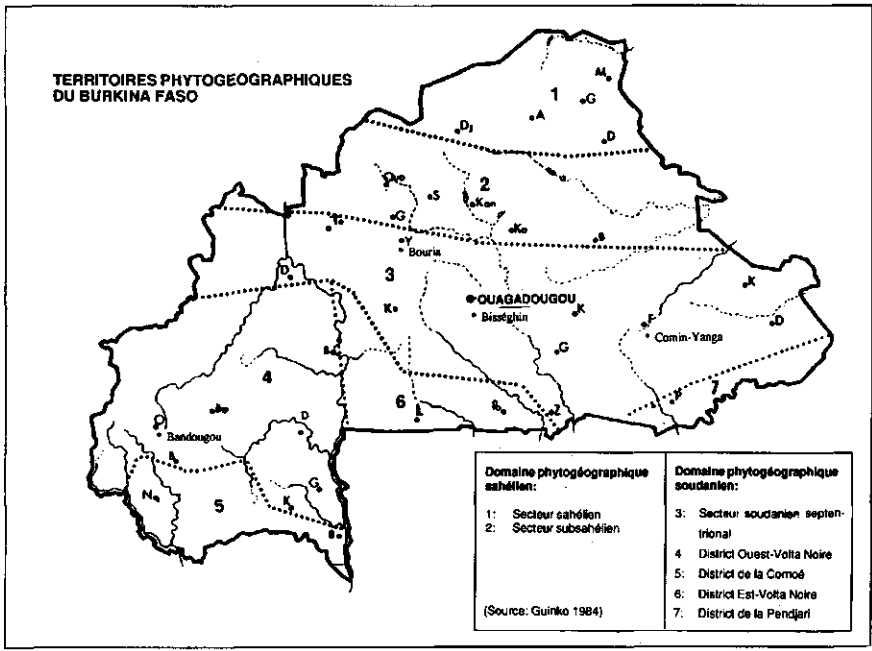 TERRITOIRES PHYTOGEOGRAPHIQUES
DU BURKINA FASO
M
1
G
A
DJ
D
2
S
Kan
G
Ka
B
Y
Bouria
D
3
K
OUAGADOUGOU
K
K
Bisséghin
F
D
Comin-Yanga
G
4
7
6
D
Bandougou
G
N
5
K
Domaine phytogéographique
sahélien:
1: Secteur sahélien
2: Secteur subsahélien
(Source: Guinko 1984)
Domaine phytogéographique
soudanien:
3: Secteur soudanien septen-
trional
4 District Ouest-Volta Noire
5: District de la Comoé
6: District Est-Volta Noire
7: District de la Pendjari